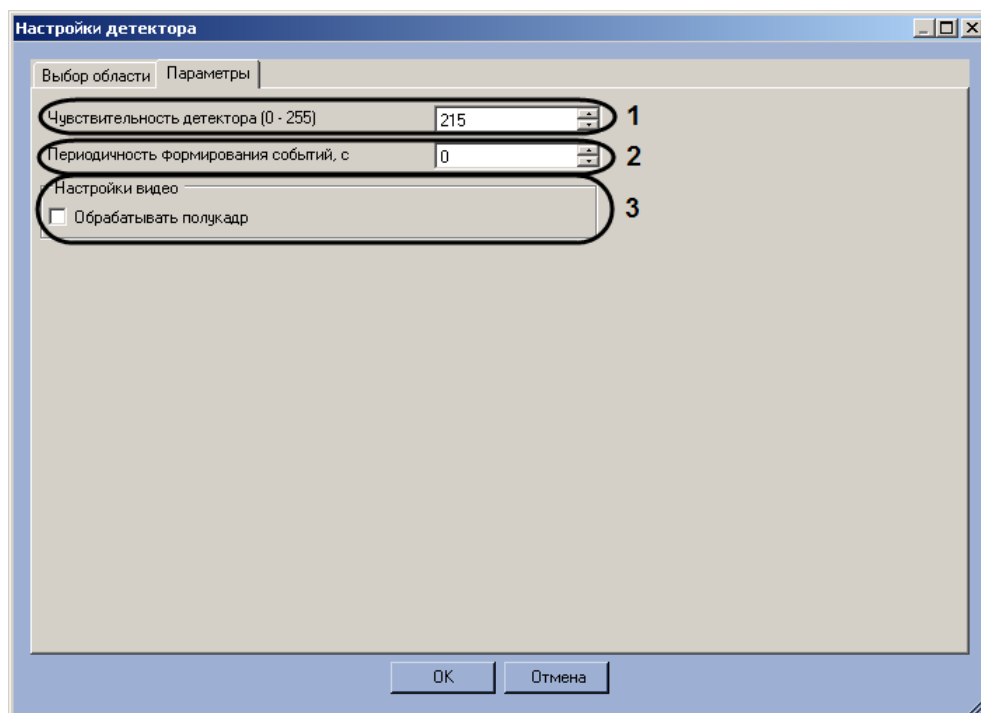 Настройки детектора
Выбор области Параметры
Чувствительность детектора (0 - 255) 215 1
Периодичность формирования событий, с 0 2
Настройки видео
Обрабатывать полукадр 3
OK Отмена